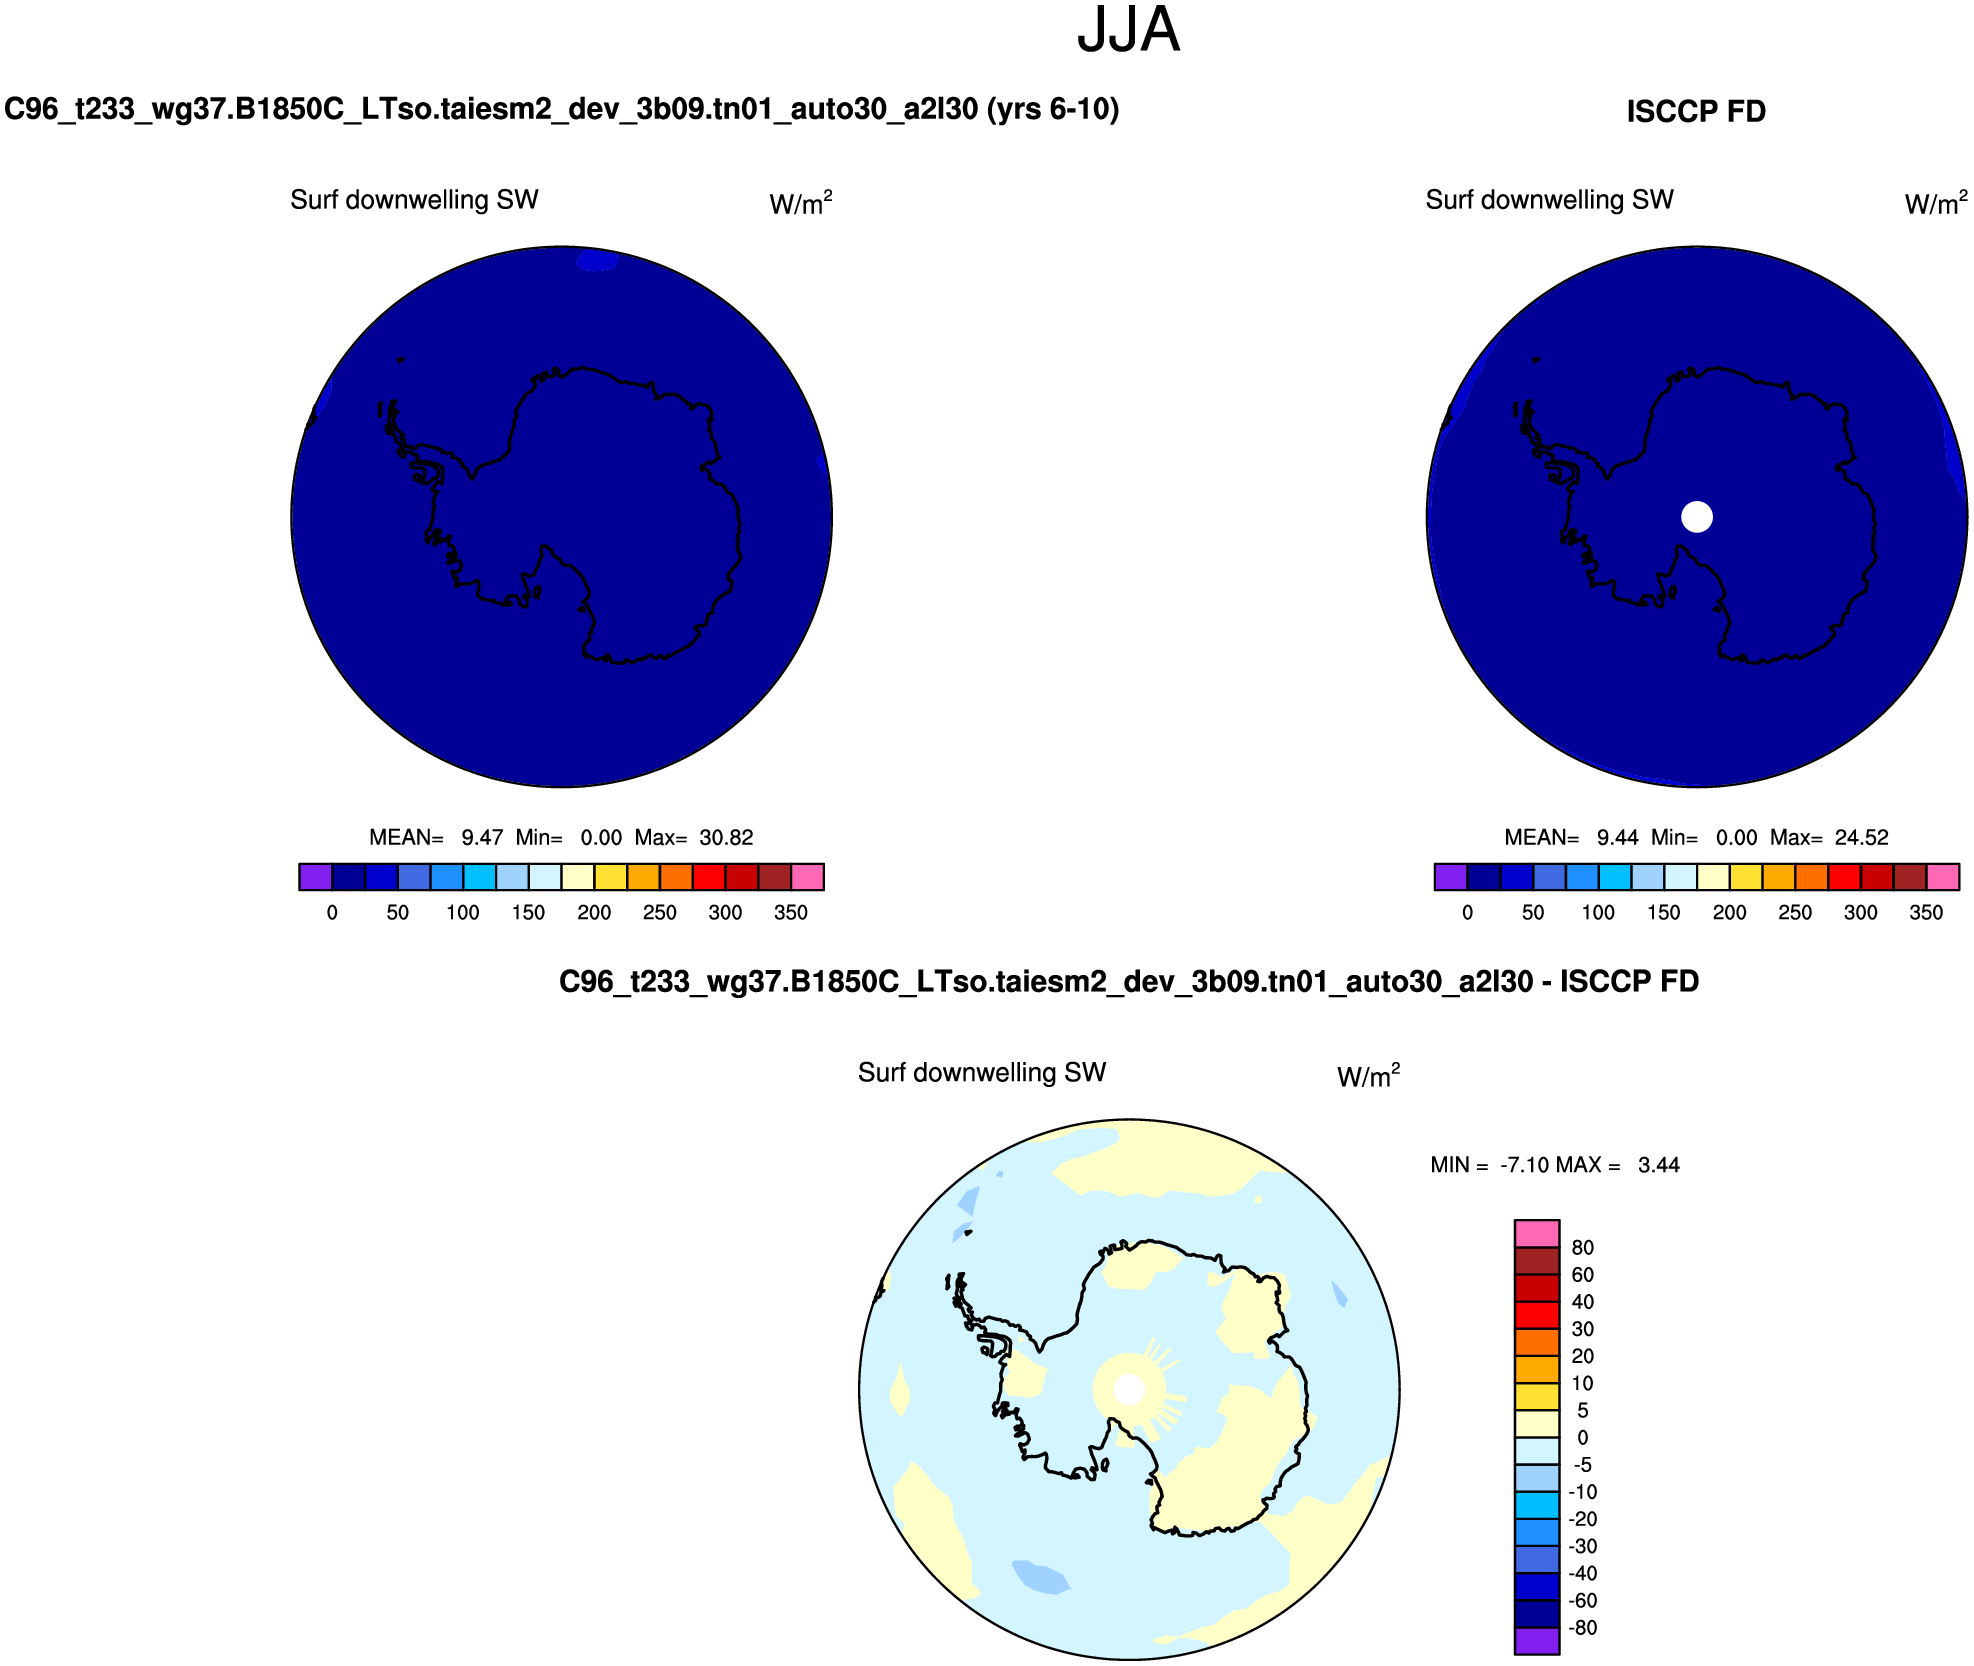 JJA
C96_t233_wg37.B1850C_LTso.taiesm2_dev_3b09.tn01_auto30_a2l30 (yrs 6-10)
ISCCP FD
Surf downwelling SW W/m²
Surf downwelling SW W/m²
MEAN= 9.47 Min= 0.00 Max= 30.82
0 50 100 150 200 250 300 350
MEAN= 9.44 Min= 0.00 Max= 24.52
0 50 100 150 200 250 300 350
C96_t233_wg37.B1850C_LTso.taiesm2_dev_3b09.tn01_auto30_a2l30 - ISCCP FD
Surf downwelling SW W/m²
MIN = -7.10 MAX = 3.44
80
60
40
30
20
10
5
0
-5
-10
-20
-30
-40
-60
-80